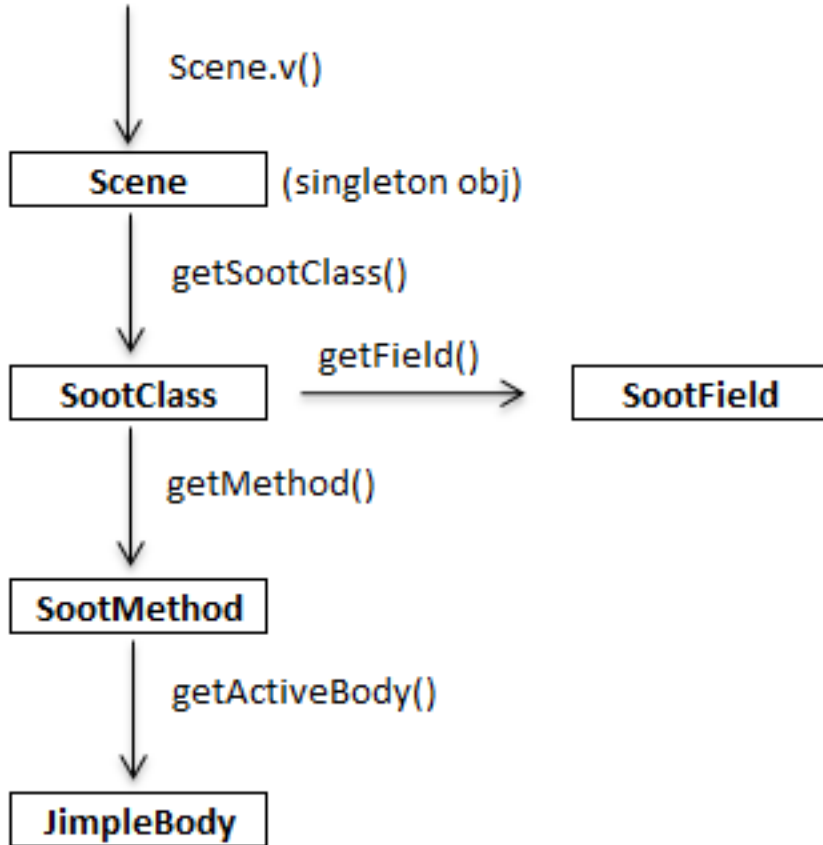 Scene.v()
Scene (singleton obj)
getSootClass()
getField()
SootClass SootField
getMethod()
SootMethod
getActiveBody()
JimpleBody